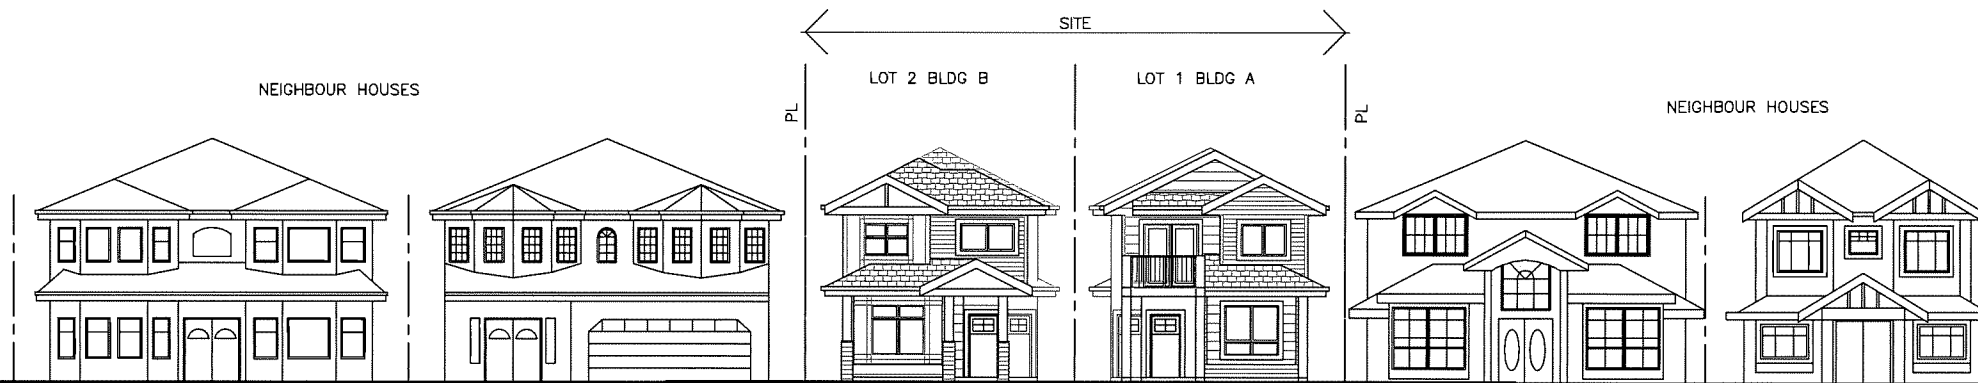 SITE
LOT 2 BLDG B
LOT 1 BLDG A
NEIGHBOUR HOUSES
PL
PL
NEIGHBOUR HOUSES